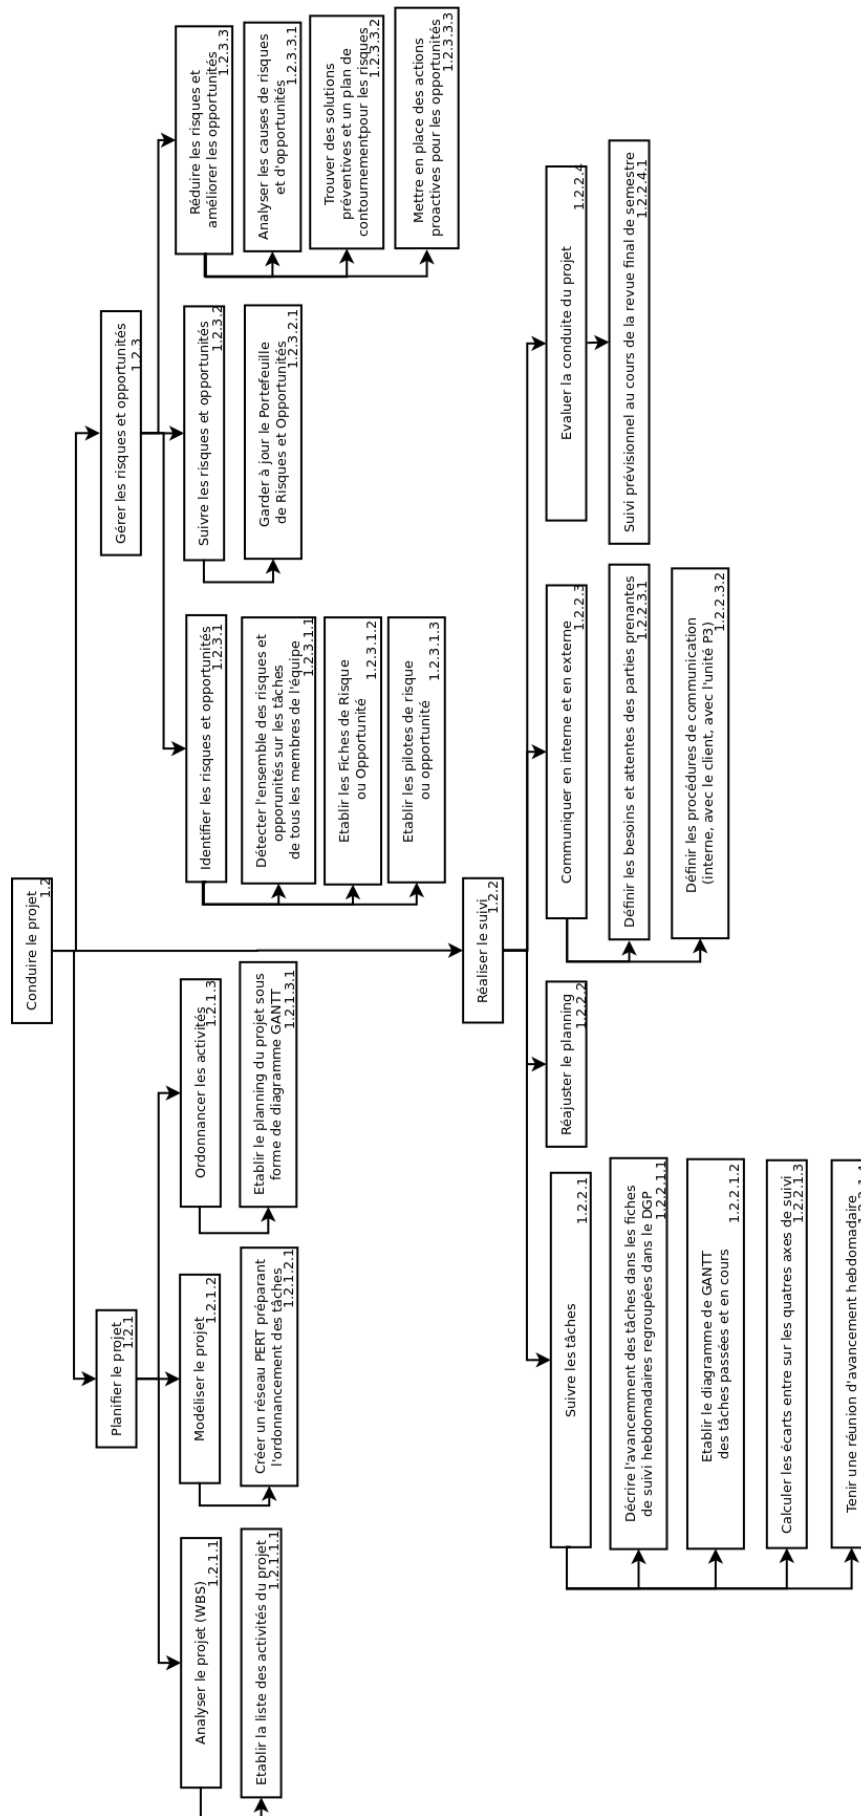 Conduire le projet
1.2
Planifier le projet
1.2.1
Analyser le projet (WBS)
1.2.1.1
Etablir la liste des activités du projet
1.2.1.1.1
Modéliser le projet
1.2.1.2
Créer un réseau PERT préparant
l'ordonnancement des tâches
1.2.1.2.1
Ordonnancer les activités
1.2.1.3
Etablir le planning du projet sous
forme de diagramme GANTT
1.2.1.3.1
Gérer les risques et opportunités
1.2.3
Identifier les risques et opportunités
1.2.3.1
Détecter l'ensemble des risques et
opporunités sur les tâches
de tous les membres de l'équipe
1.2.3.1.1
Etablir les Fiches de Risque
ou Opportunité
1.2.3.1.2
Etablir les pilotes de risque
ou opportunité
1.2.3.1.3
Suivre les risques et opportunités
1.2.3.2
Garder à jour le Portefeuille
de Risques et Opportunités
1.2.3.2.1
Réduire les risques et
améliorer les opportunités
1.2.3.3
Analyser les causes de risques
et d'opportunités
1.2.3.3.1
Trouver des solutions
préventives et un plan de
contournementpour les risques
1.2.3.3.2
Mettre en place des actions
proactives pour les opportunités
1.2.3.3.3
Réaliser le suivi
1.2.2
Suivre les tâches
1.2.2.1
Décrire l'avancemment des tâches dans les fiches
de suivi hebdomadaires regroupées dans le DGP
1.2.2.1.1
Etablir le diagramme de GANTT
des tâches passées et en cours
1.2.2.1.2
Calculer les écarts entre sur les quatres axes de suivi
1.2.2.1.3
Tenir une réunion d'avancement hebdomadaire
Réajuster le planning
1.2.2.2
Communiquer en interne et en externe
1.2.2.3
Définir les besoins et attentes des parties prenantes
1.2.2.3.1
Définir les procédures de communication
(interne, avec le client, avec l'unité P3)
1.2.2.3.2
Evaluer la conduite du projet
1.2.2.4
Suivi prévisionnel au cours de la revue final de semestre
1.2.2.4.1